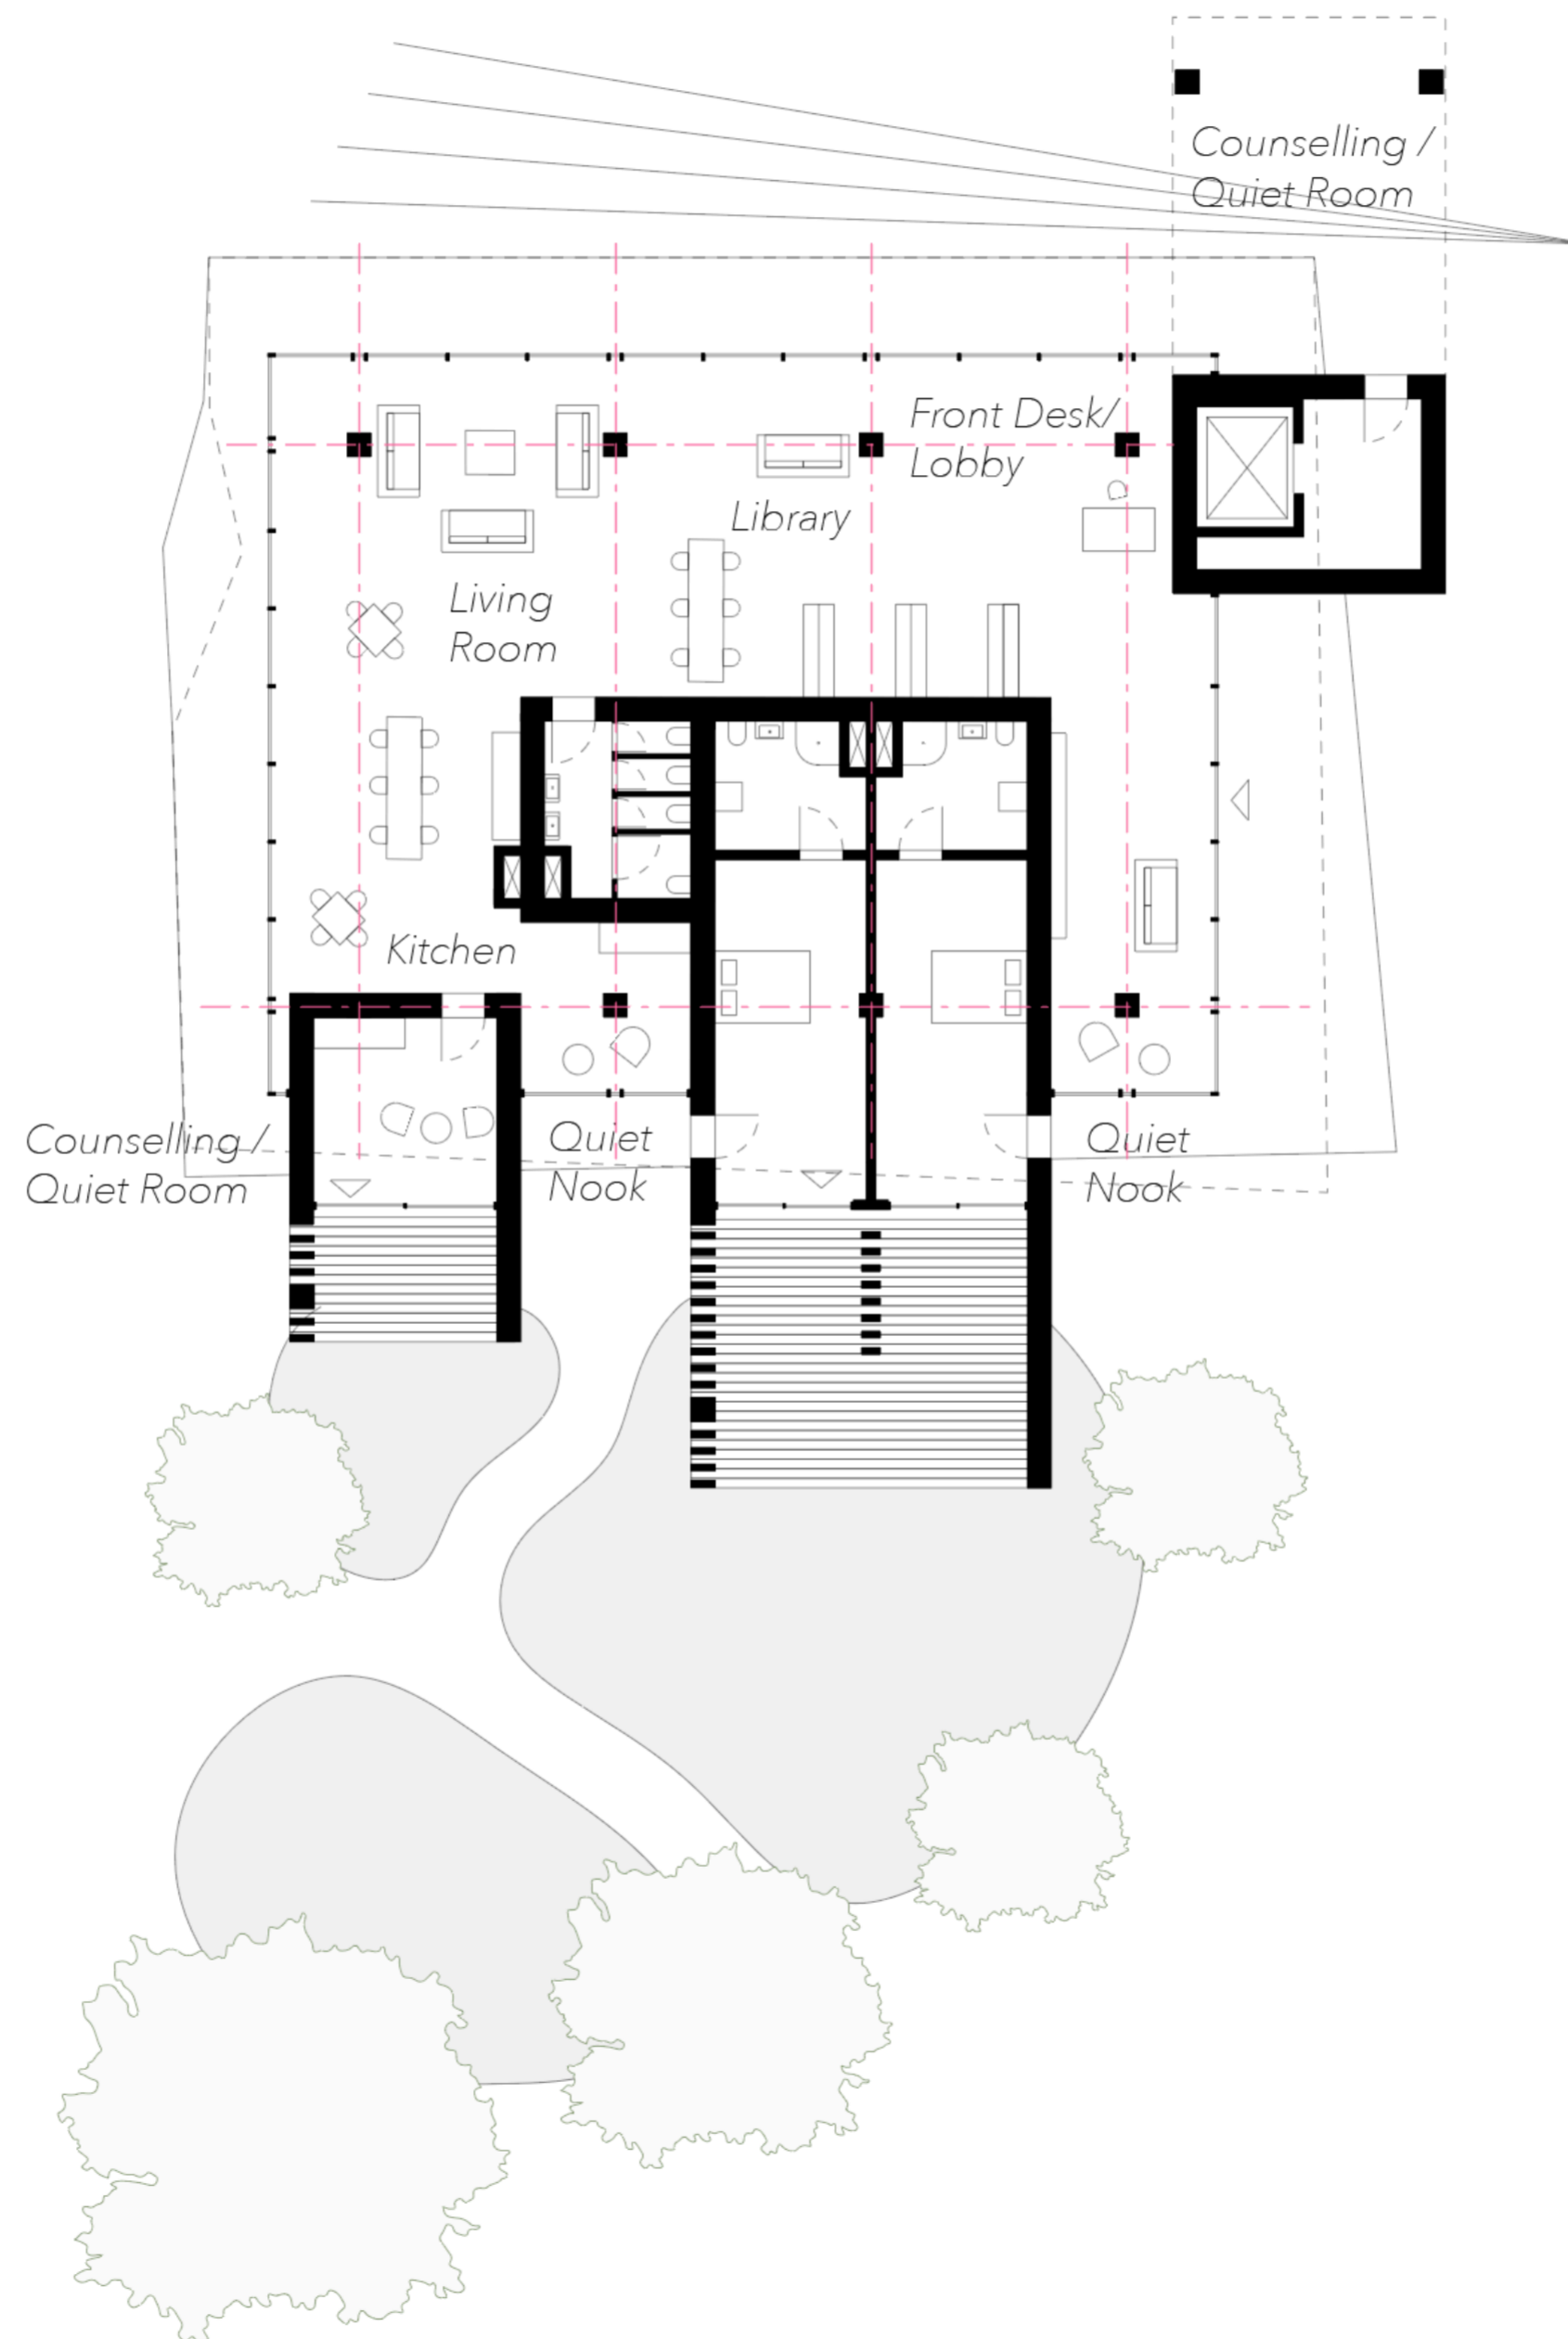 Counselling /
Quiet Room
Front Desk/
Lobby
Library
Living
Room
Kitchen
Counselling /
Quiet Room
Quiet
Nook
Quiet
Nook